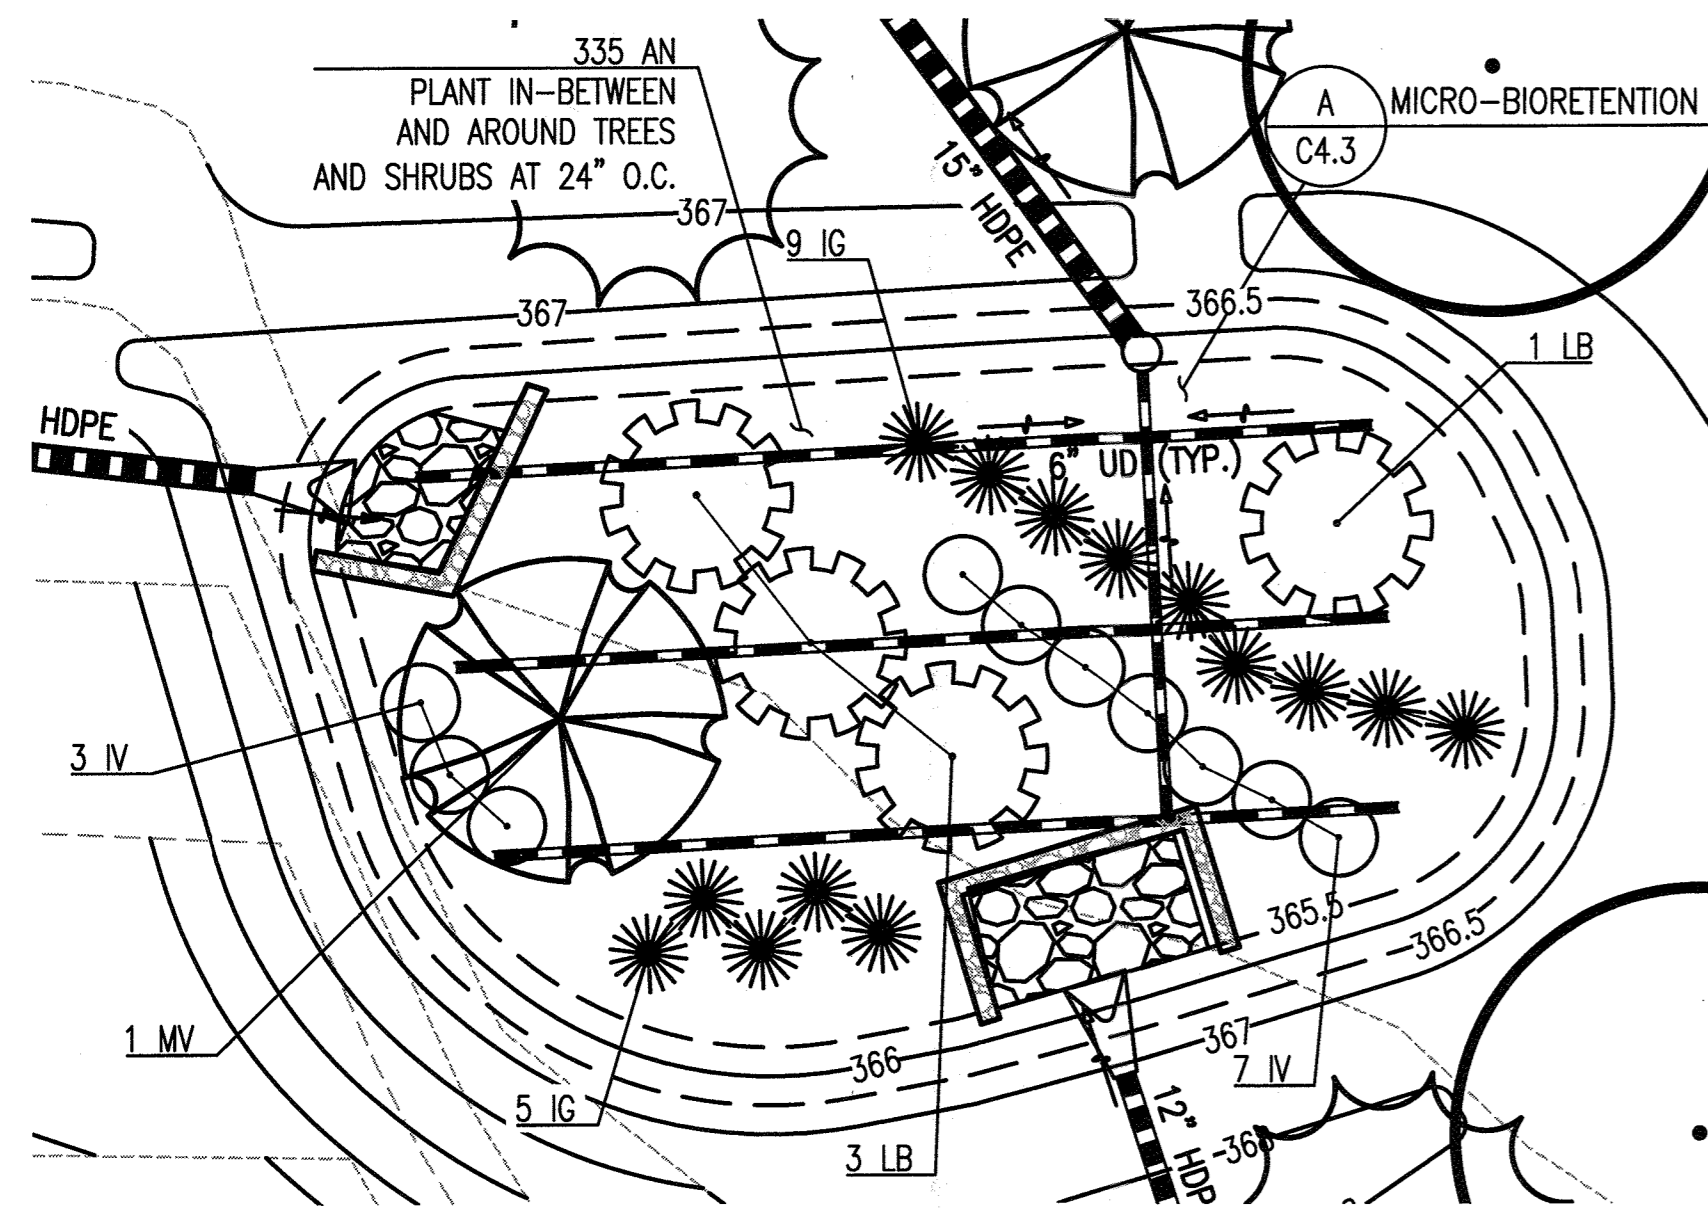 335 AN
PLANT IN-BETWEEN
AND AROUND TREES
AND SHRUBS AT 24" O.C.
A
C4.3
MICRO-BIORETENTION
15" HDPE
367
9 IG
367
366.5
1 LB
HDPE
6" UD (TYP.)
3 IV
365.5
366.5
1 MV
366
367
7 IV
5 IG
12" HDP
3 LB